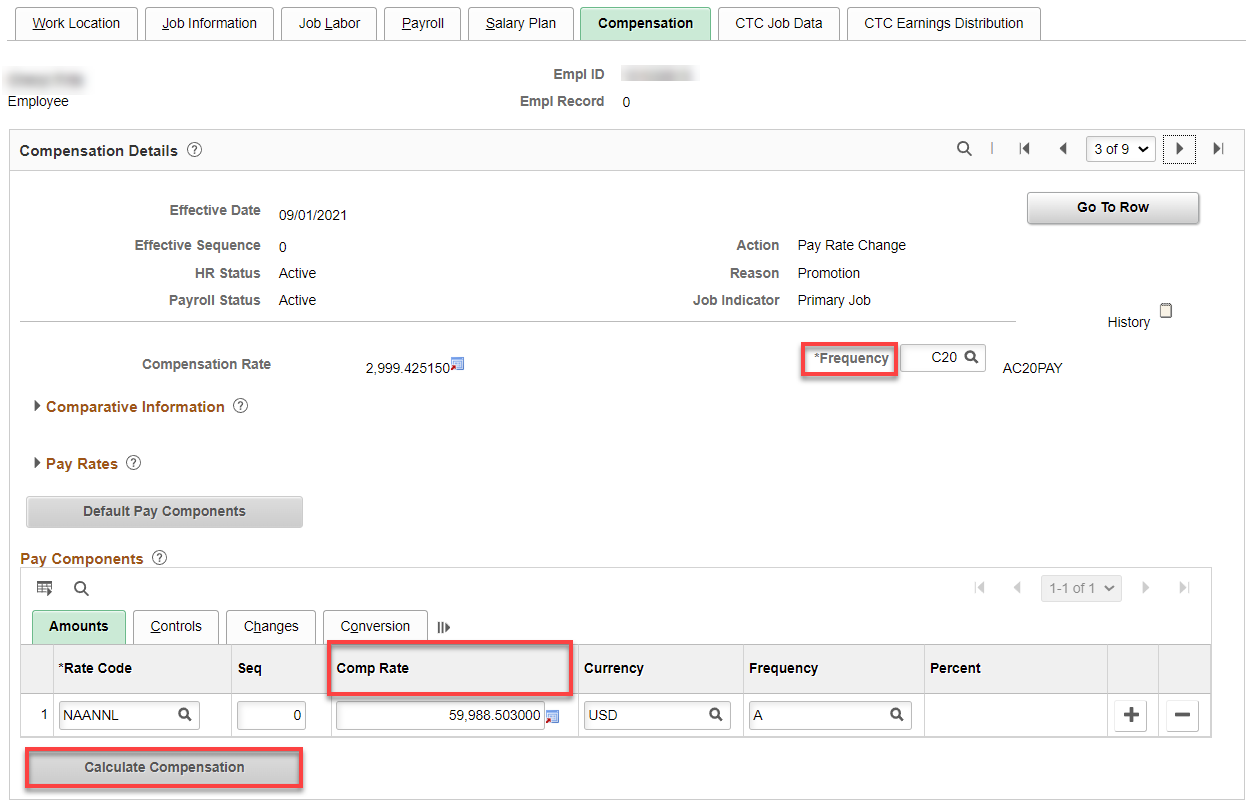 Work Location Job Information Job Labor Payroll Salary Plan Compensation CTC Job Data CTC Earnings Distribution
Empl ID
Employee Empl Record 0
Compensation Details ? 3 of 9
Effective Date 09/01/2021 Go To Row
Effective Sequence 0 Action Pay Rate Change
HR Status Active Reason Promotion
Payroll Status Active Job Indicator Primary Job
History
Compensation Rate 2,999.425150 *Frequency C20 AC20PAY
Comparative Information ?
Pay Rates ?
Default Pay Components
Pay Components ?
1-1 of 1
Amounts Controls Changes Conversion
*Rate Code Seq Comp Rate Currency Frequency Percent
1 NAANNL 0 59,988.503000 USD A
Calculate Compensation